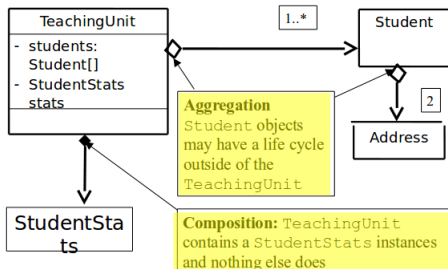 TeachingUnit
- students:
Student[]
- StudentStats
stats
1..*
Student
2
Address
Aggregation
Student objects
may have a life cycle
outside of the
TeachingUnit
StudentSta
ts
Composition: TeachingUnit
contains a StudentStats instances
and nothing else does